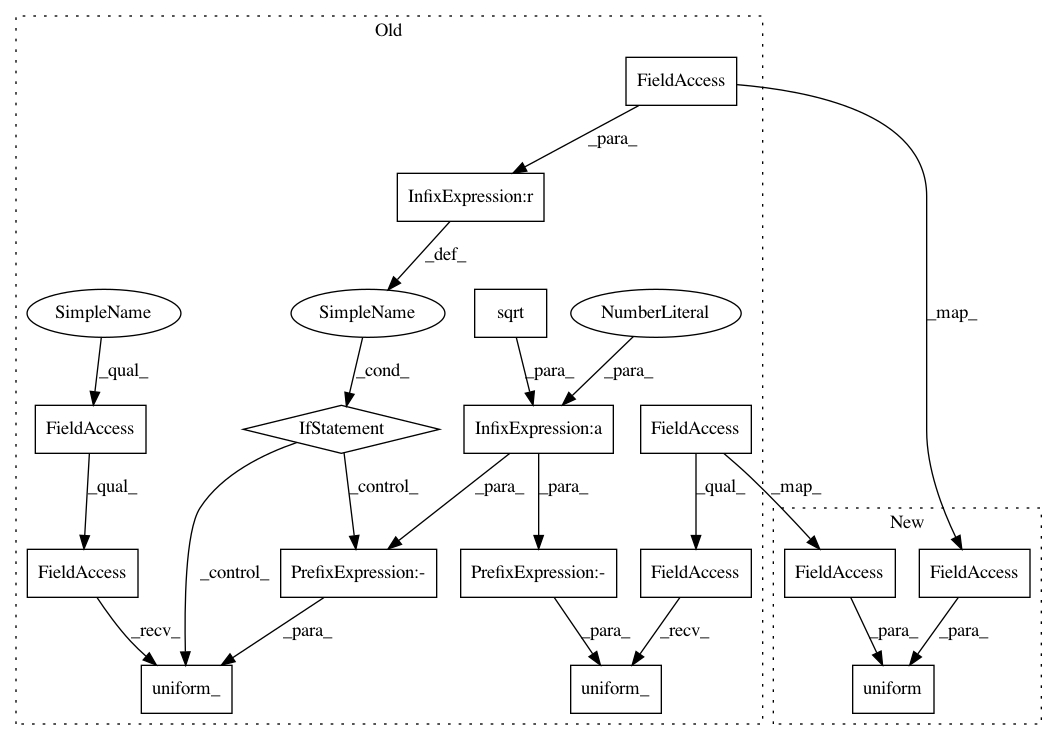 Old
FieldAccess
_para_
InfixExpression:r
_def_
SimpleName
SimpleName
sqrt
NumberLiteral
_map_
_qual_
_cond_
_para_
_para_
FieldAccess
IfStatement
InfixExpression:a
FieldAccess
_qual_
_control_
_para_
_para_
_qual_
_map_
New
FieldAccess
_control_
PrefixExpression:-
PrefixExpression:-
FieldAccess
FieldAccess
FieldAccess
_recv_
_para_
_para_
_recv_
_para_
_para_
uniform_
uniform_
uniform